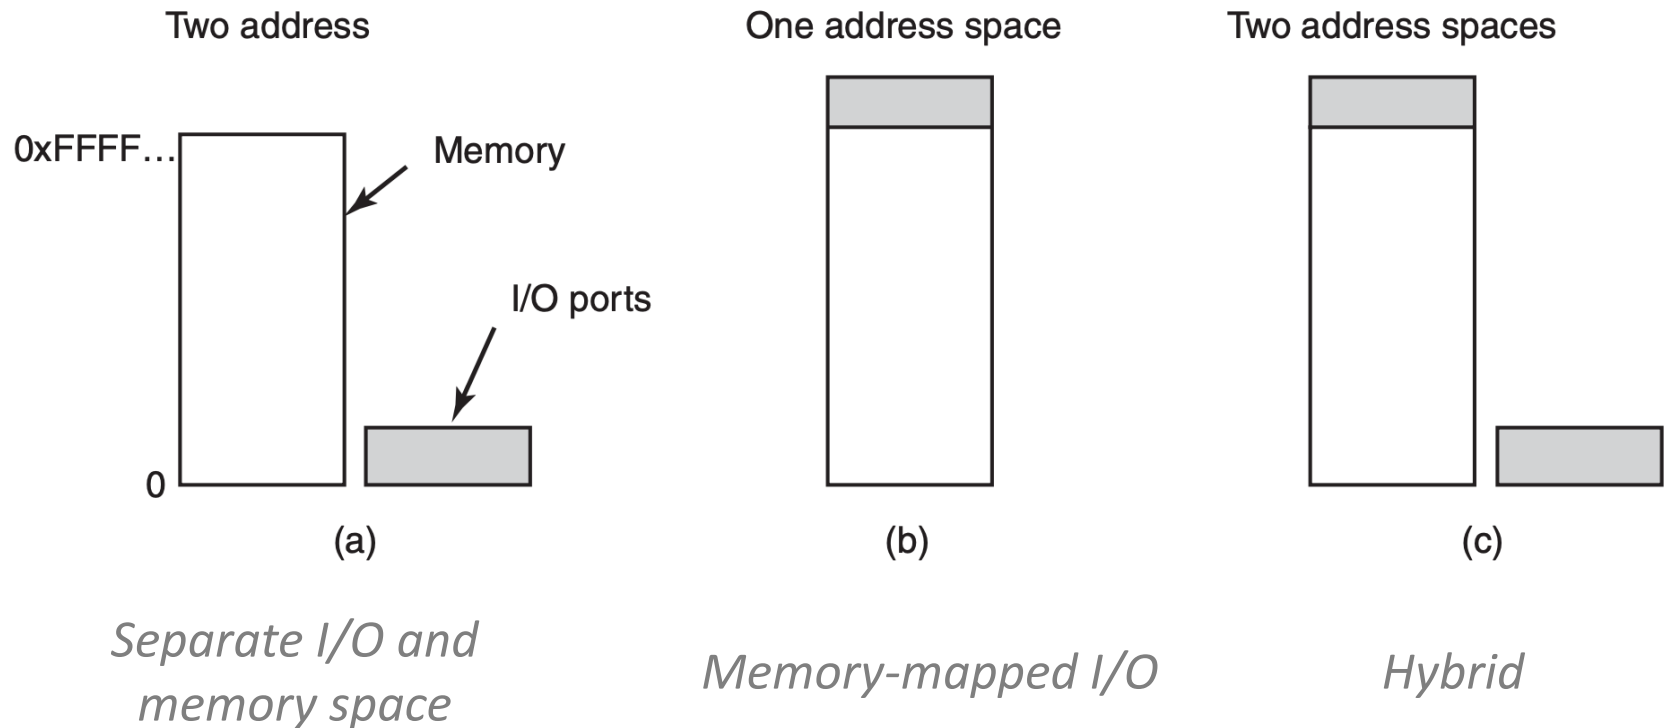 Two address
One address space
Two address spaces
0xFFFF...
Memory
I/O ports
0
(a)
(b)
(c)
Separate I/O and
memory space
Memory-mapped I/O
Hybrid